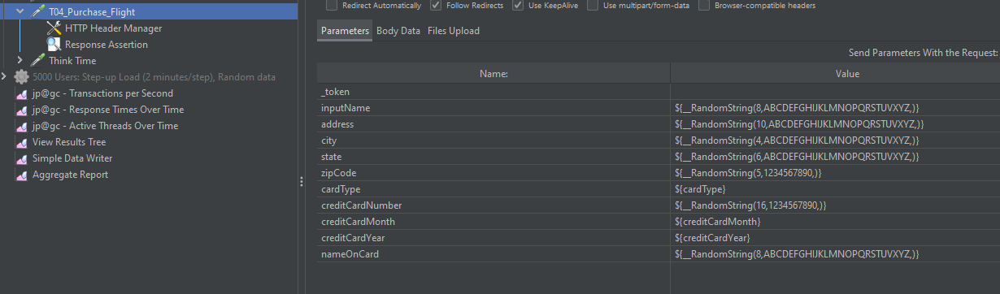 T04_Purchase_Flight
HTTP Header Manager
Response Assertion
Think Time
5000 Users: Step-up Load (2 minutes/step), Random data
jp@gc - Transactions per Second
jp@gc - Response Times Over Time
jp@gc - Active Threads Over Time
View Results Tree
Simple Data Writer
Aggregate Report
Redirect Automatically Follow Redirects Use KeepAlive Use multipart/form-data Browser-compatible headers
Parameters Body Data Files Upload
Send Parameters With the Request:
Name: Value
_token
inputName ${__RandomString(8,ABCDEFGHIJKLMNOPQRSTUVXYZ,)}
address ${__RandomString(10,ABCDEFGHIJKLMNOPQRSTUVXYZ,)}
city ${__RandomString(4,ABCDEFGHIJKLMNOPQRSTUVXYZ,)}
state ${__RandomString(6,ABCDEFGHIJKLMNOPQRSTUVXYZ,)}
zipCode ${__RandomString(5,1234567890,)}
cardType ${cardType}
creditCardNumber ${__RandomString(16,1234567890,)}
creditCardMonth ${creditCardMonth}
creditCardYear ${creditCardYear}
nameOnCard ${__RandomString(8,ABCDEFGHIJKLMNOPQRSTUVXYZ,)}